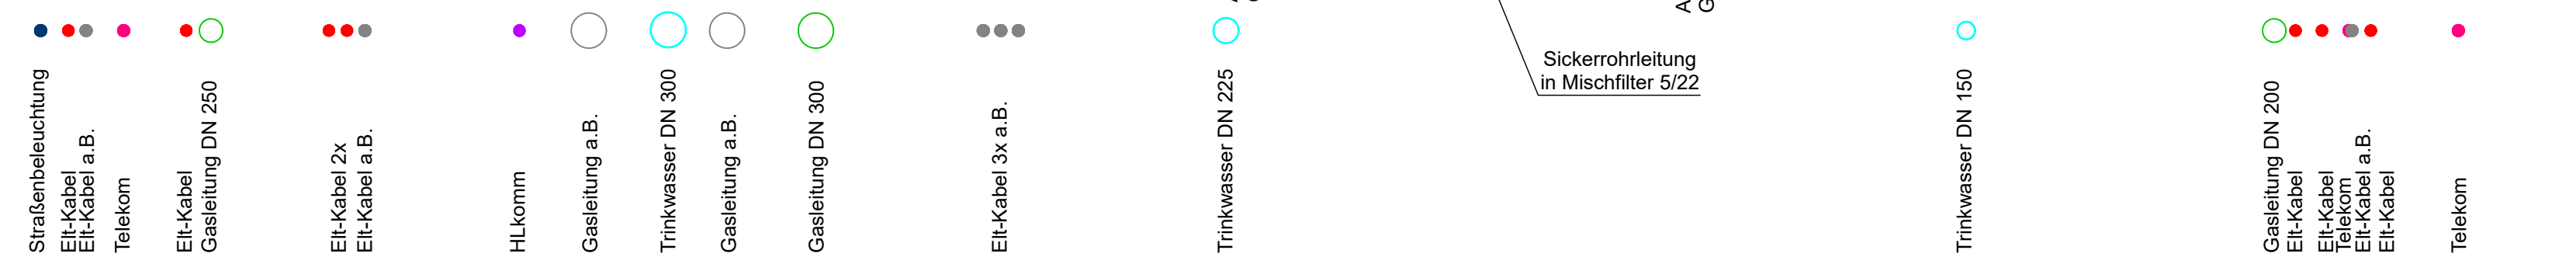 Straßenbeleuchtung
Elt-Kabel
Elt-Kabel a.B.
Telekom
Elt-Kabel
Gasleitung DN 250
Elt-Kabel 2x
Elt-Kabel a.B.
HLkomm
Gasleitung a.B.
Trinkwasser DN 300
Gasleitung a.B.
Gasleitung DN 300
Elt-Kabel 3x a.B.
Trinkwasser DN 225
Sickerrohrleitung
in Mischfilter 5/22
Trinkwasser DN 150
Gasleitung DN 200
Elt-Kabel
Elt-Kabel
Telekom
Elt-Kabel a.B.
Elt-Kabel
Telekom